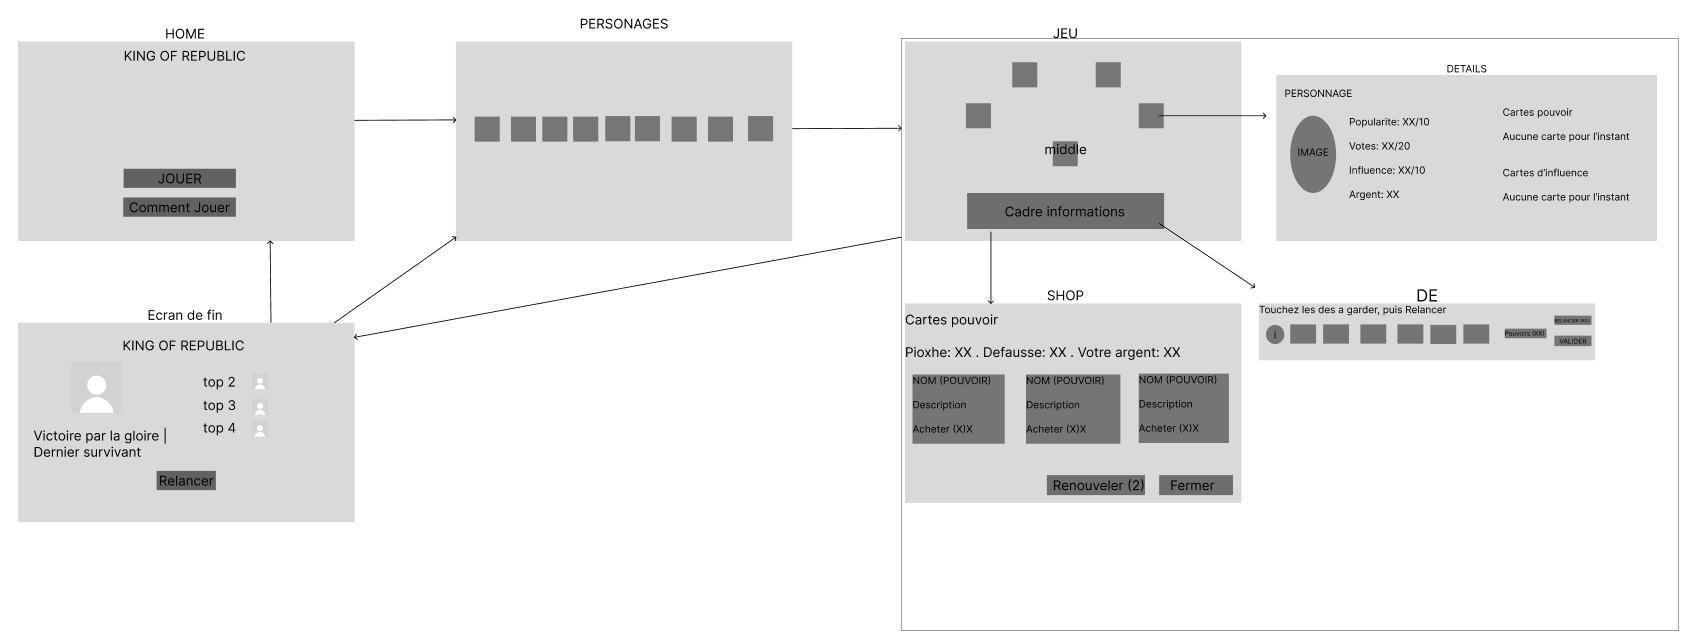 HOME
KING OF REPUBLIC
JOUER
Comment Jouer
PERSONAGES
JEU
middle
Cadre informations
DETAILS
PERSONNAGE
IMAGE
Popularite: XX/10
Votes: XX/20
Influence: XX/10
Argent: XX
Cartes pouvoir
Aucune carte pour l'instant
Cartes d'influence
Aucune carte pour l'instant
Ecran de fin
KING OF REPUBLIC
top 2
top 3
top 4
Victoire par la gloire |
Dernier survivant
Relancer
SHOP
Cartes pouvoir
Pioxhe: XX . Defausse: XX . Votre argent: XX
NOM (POUVOIR)
Description
Acheter (X)X
NOM (POUVOIR)
Description
Acheter (X)X
NOM (POUVOIR)
Description
Acheter (X)X
Renouveler (2)
Fermer
DE
Touchez les des a garder, puis Relancer
i
Pouvoirs (XX)
RELANCER (XX)
VALIDER